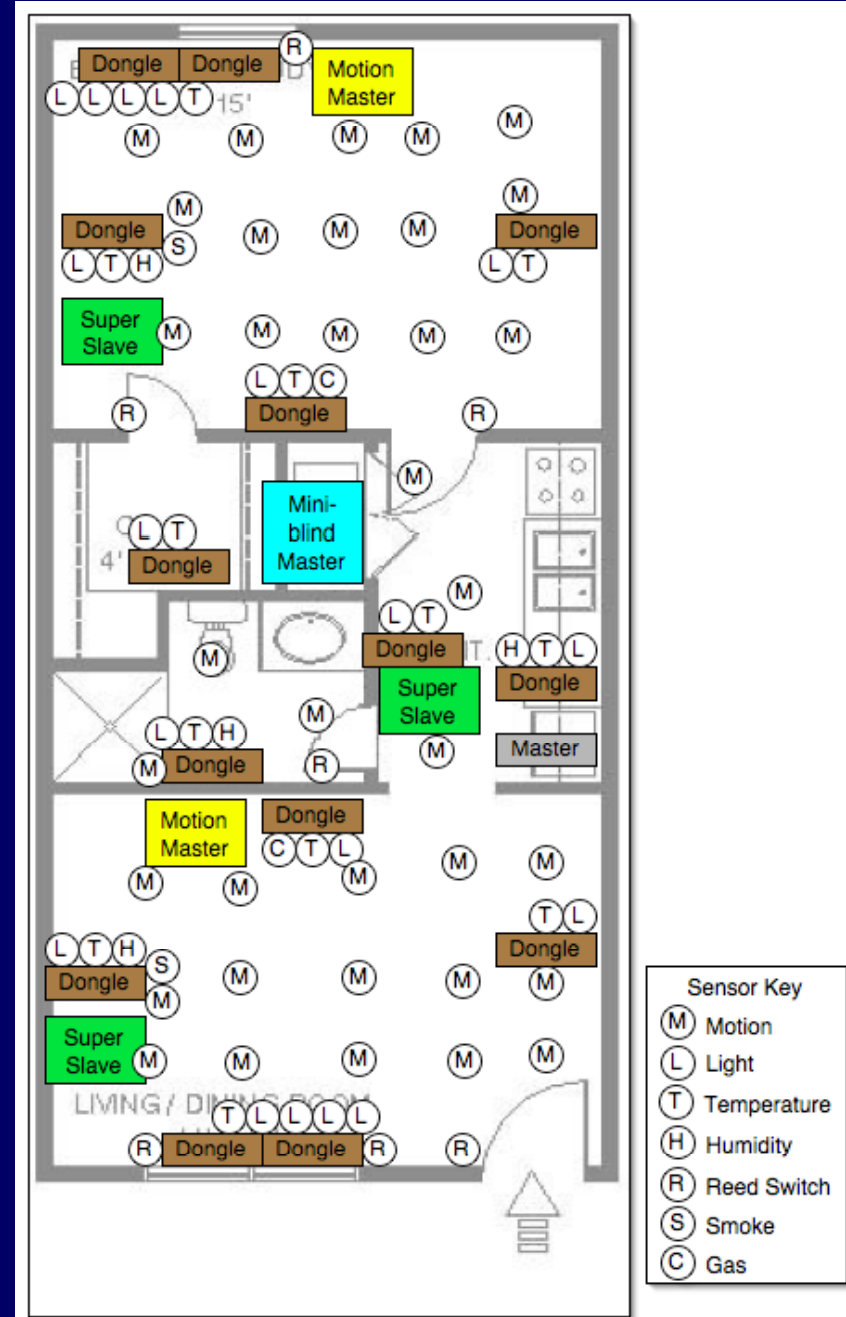 R
Dongle Dongle
Motion
Master
L L L L T
15'
M M M M M
M M
Dongle Dongle
S M M M
L T H L T
Super
Slave
M M M M M
L T C
Dongle
R R
M
Mini-
blind
Master
L T
4'
Dongle
M
L T
Dongle
H T L
Dongle
M
Super
Slave
M
L T H
M
Dongle
Master
M
R
Motion
Master
Dongle
C T L
M M M M M
T L
Dongle
L T H
Dongle
S
M
M M M M
Super
Slave
M M M M M
LIVING / DINING ROOM
T L L L L
R Dongle Dongle R R
Sensor Key
M Motion
L Light
T Temperature
H Humidity
R Reed Switch
S Smoke
C Gas